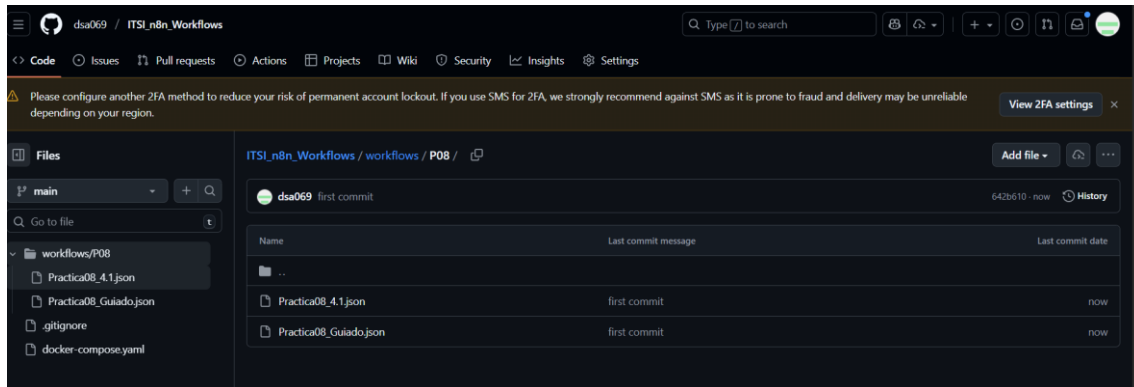 dsa069 / ITSI_n8n_Workflows
Type / to search
Code Issues Pull requests Actions Projects Wiki Security Insights Settings
Please configure another 2FA method to reduce your risk of permanent account lockout. If you use SMS for 2FA, we strongly recommend against SMS as it is prone to fraud and delivery may be unreliable
depending on your region.
View 2FA settings
Files
main
Go to file
t
workflows/P08
Practica08_4.1.json
Practica08_Guiado.json
.gitignore
docker-compose.yaml
ITSI_n8n_Workflows / workflows / P08 /
Add file
dsa069 first commit
642b610 · now History
Name Last commit message Last commit date
..
Practica08_4.1.json first commit now
Practica08_Guiado.json first commit now